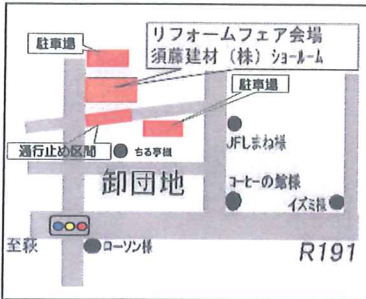 リフォームフェア会場
須藤建材（株）ショールーム
駐車場
駐車場
通行止め区間
ちる亭様
JFしまね様
卸団地
コーヒーの館様
イズミ様
至萩
ローソン様
R191